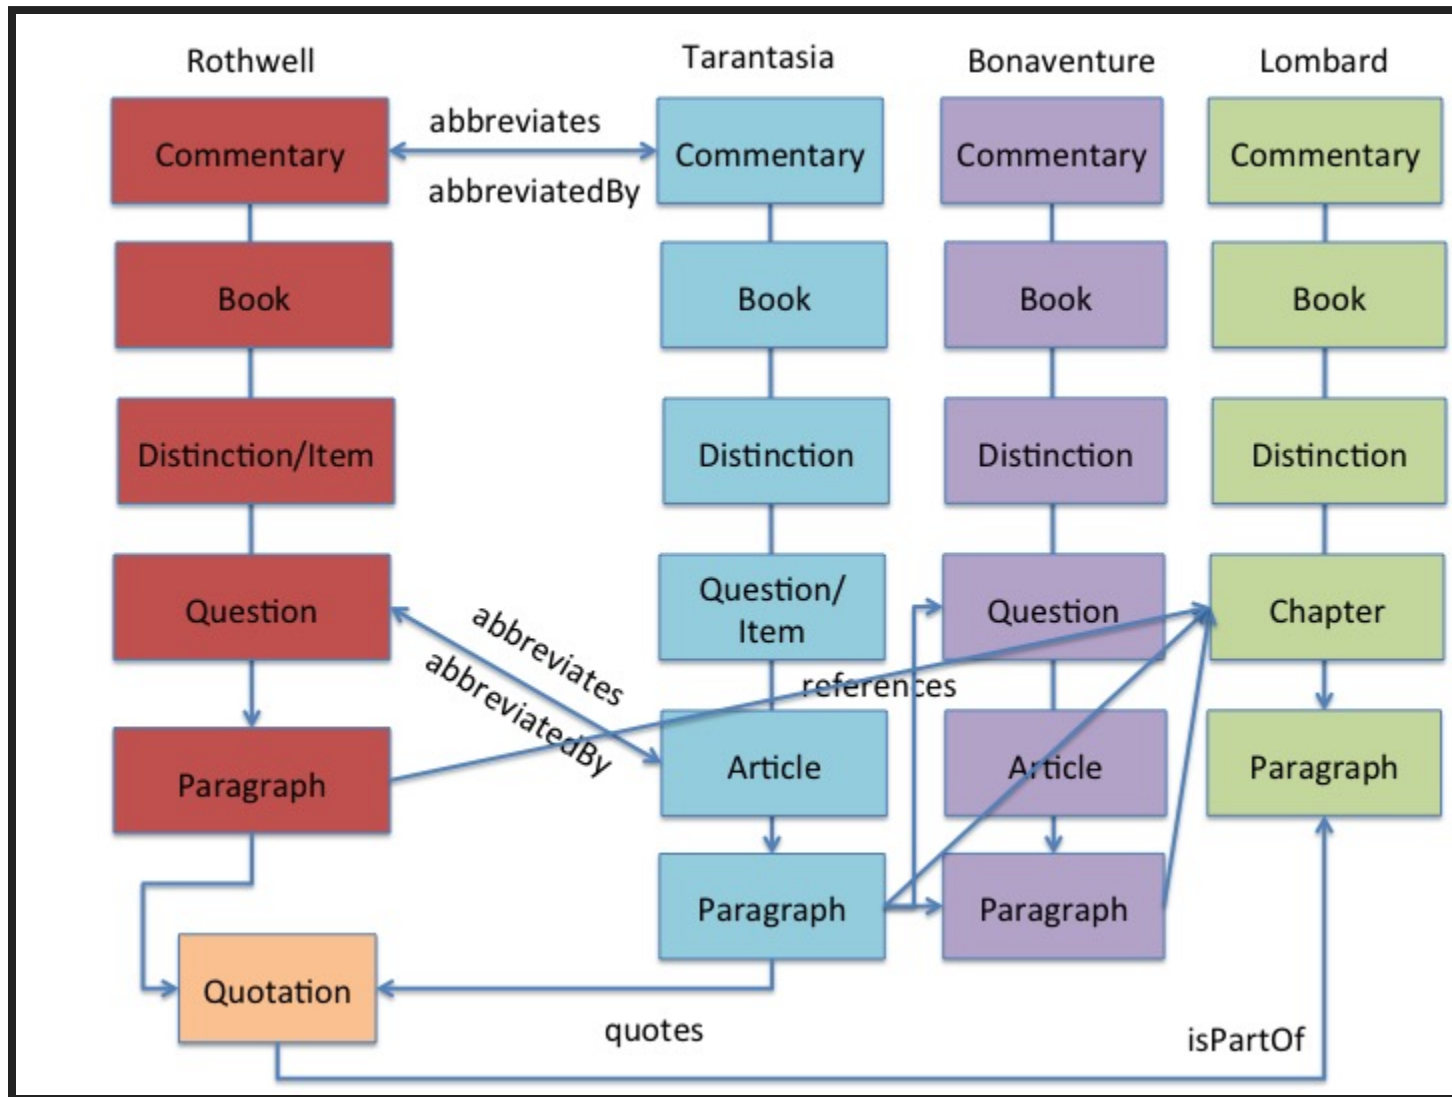 Rothwell
Tarantasia
Bonaventure
Lombard
Commentary
abbreviates
abbreviatedBy
Commentary
Commentary
Commentary
Book
Book
Book
Book
Distinction/Item
Distinction
Distinction
Distinction
Question
abbreviates
abbreviatedBy
Question/
Item
Question
Chapter
references
Paragraph
Article
Article
Paragraph
Paragraph
Paragraph
Quotation
quotes
isPartOf